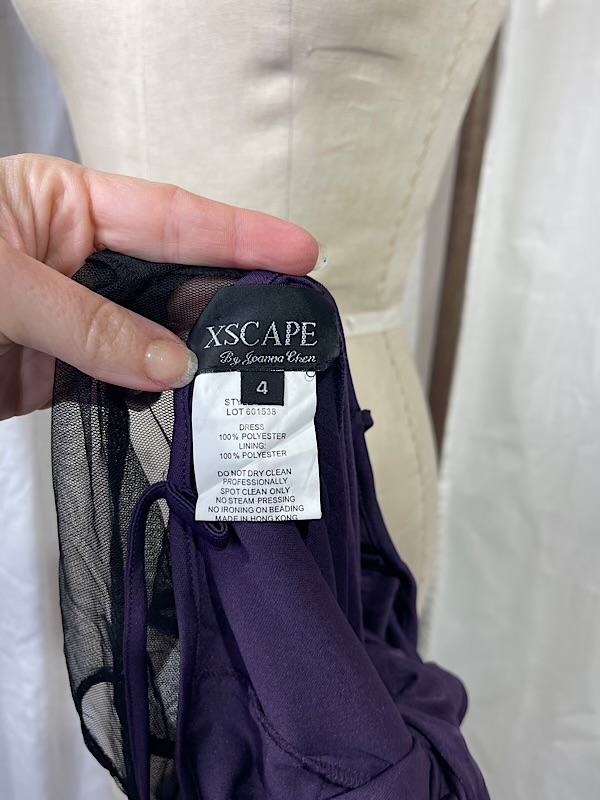 XSCAPE
By Joanna Chen
4
LOT 601538
DRESS
100% POLYESTER
LINING:
100% POLYESTER
DO NOT DRY CLEAN
PROFESSIONALLY
SPOT CLEAN ONLY
NO STEAM PRESSING
NO IRONING ON BEADING
MADE IN HONG KONG